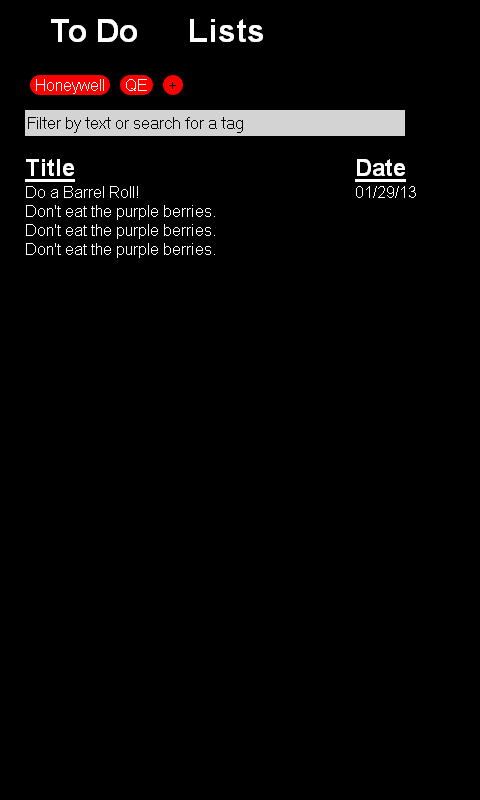 To Do Lists
Honeywell QE +
Filter by text or search for a tag
Title Date
Do a Barrel Roll! 01/29/13
Don't eat the purple berries.
Don't eat the purple berries.
Don't eat the purple berries.